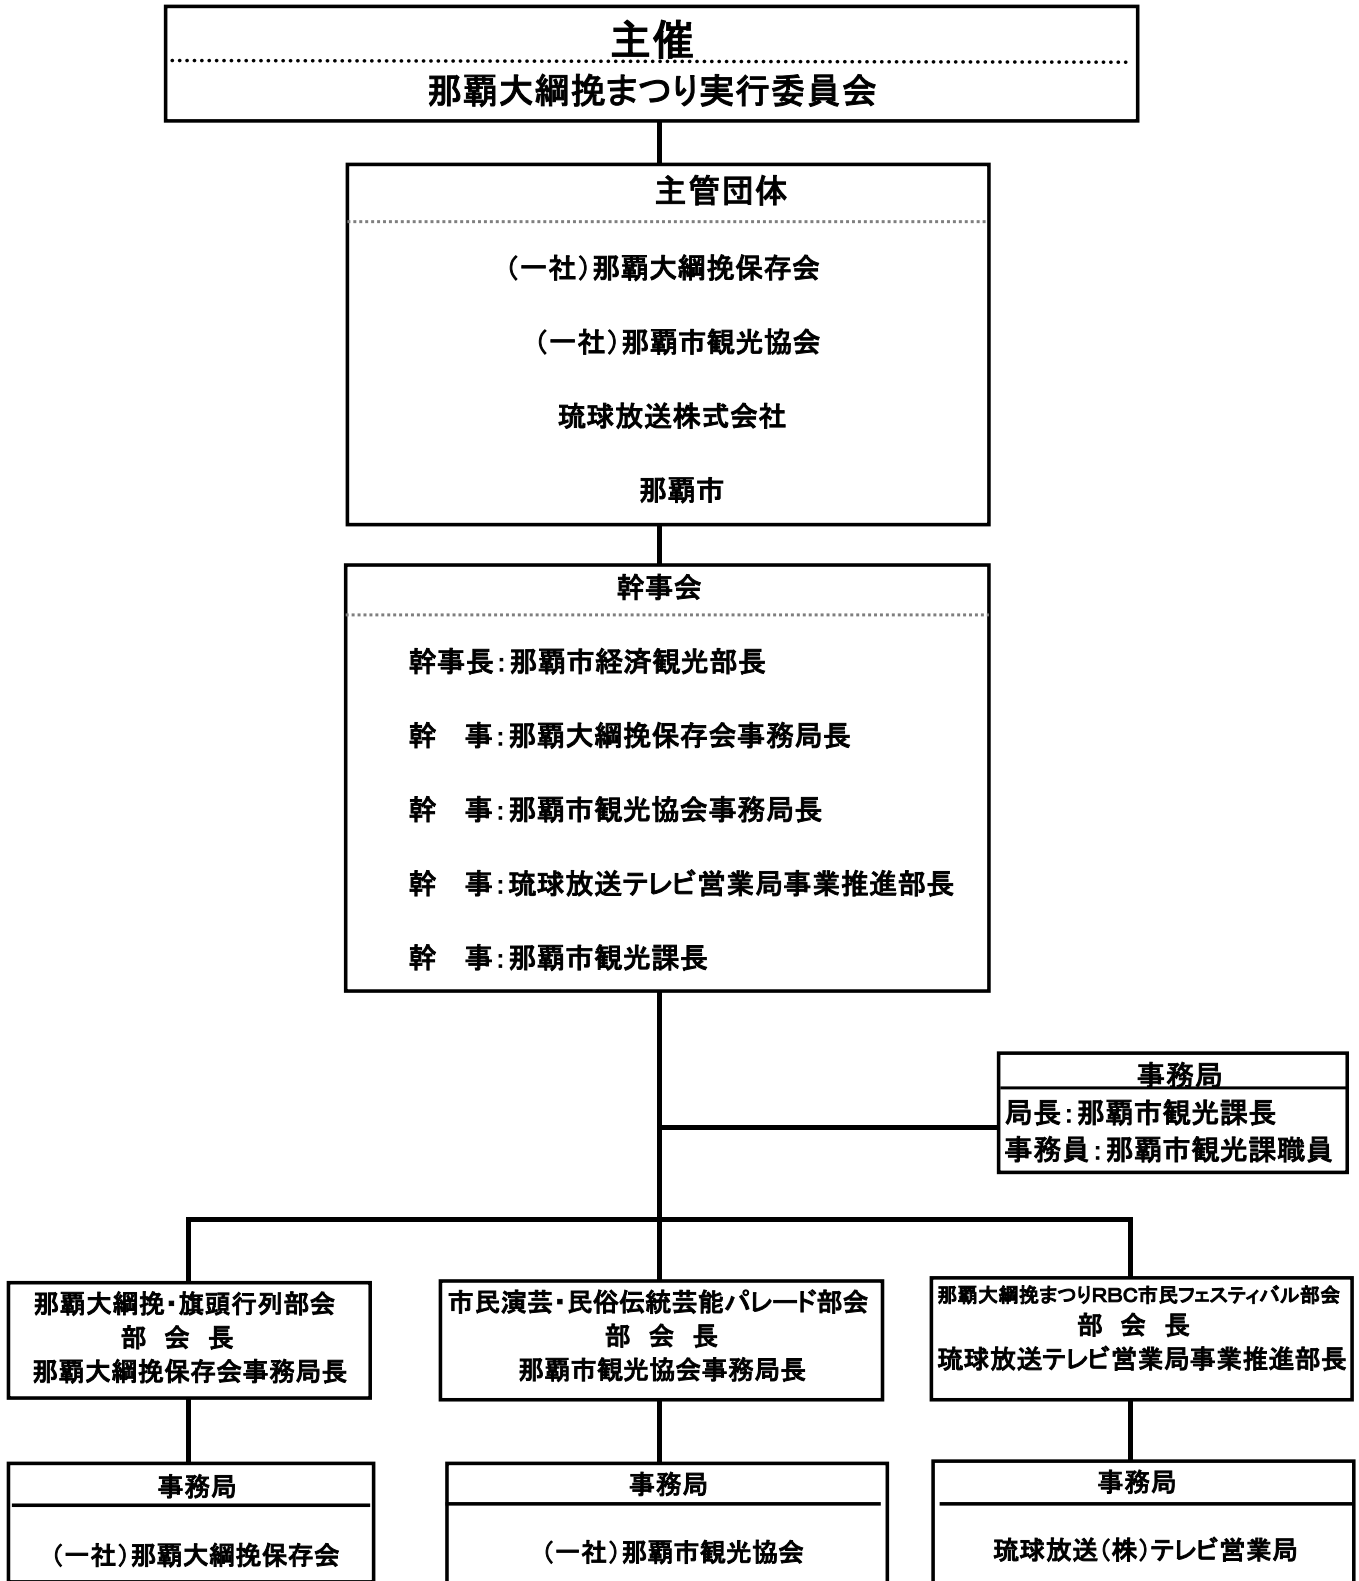 主催
那覇大綱挽まつり実行委員会
主管団体
(一社)那覇大綱挽保存会
(一社)那覇市観光協会
琉球放送株式会社
那覇市
幹事会
幹事長:那覇市経済観光部長
幹　事:那覇大綱挽保存会事務局長
幹　事:那覇市観光協会事務局長
幹　事:琉球放送テレビ営業局事業推進部長
幹　事:那覇市観光課長
事務局
局長:那覇市観光課長
事務員:那覇市観光課職員
那覇大綱挽・旗頭行列部会
部　会　長
那覇大綱挽保存会事務局長
市民演芸・民俗伝統芸能パレード部会
部　会　長
那覇市観光協会事務局長
那覇大綱挽まつりRBC市民フェスティバル部会
部　会　長
琉球放送テレビ営業局事業推進部長
事務局
(一社)那覇大綱挽保存会
事務局
(一社)那覇市観光協会
事務局
琉球放送(株)テレビ営業局